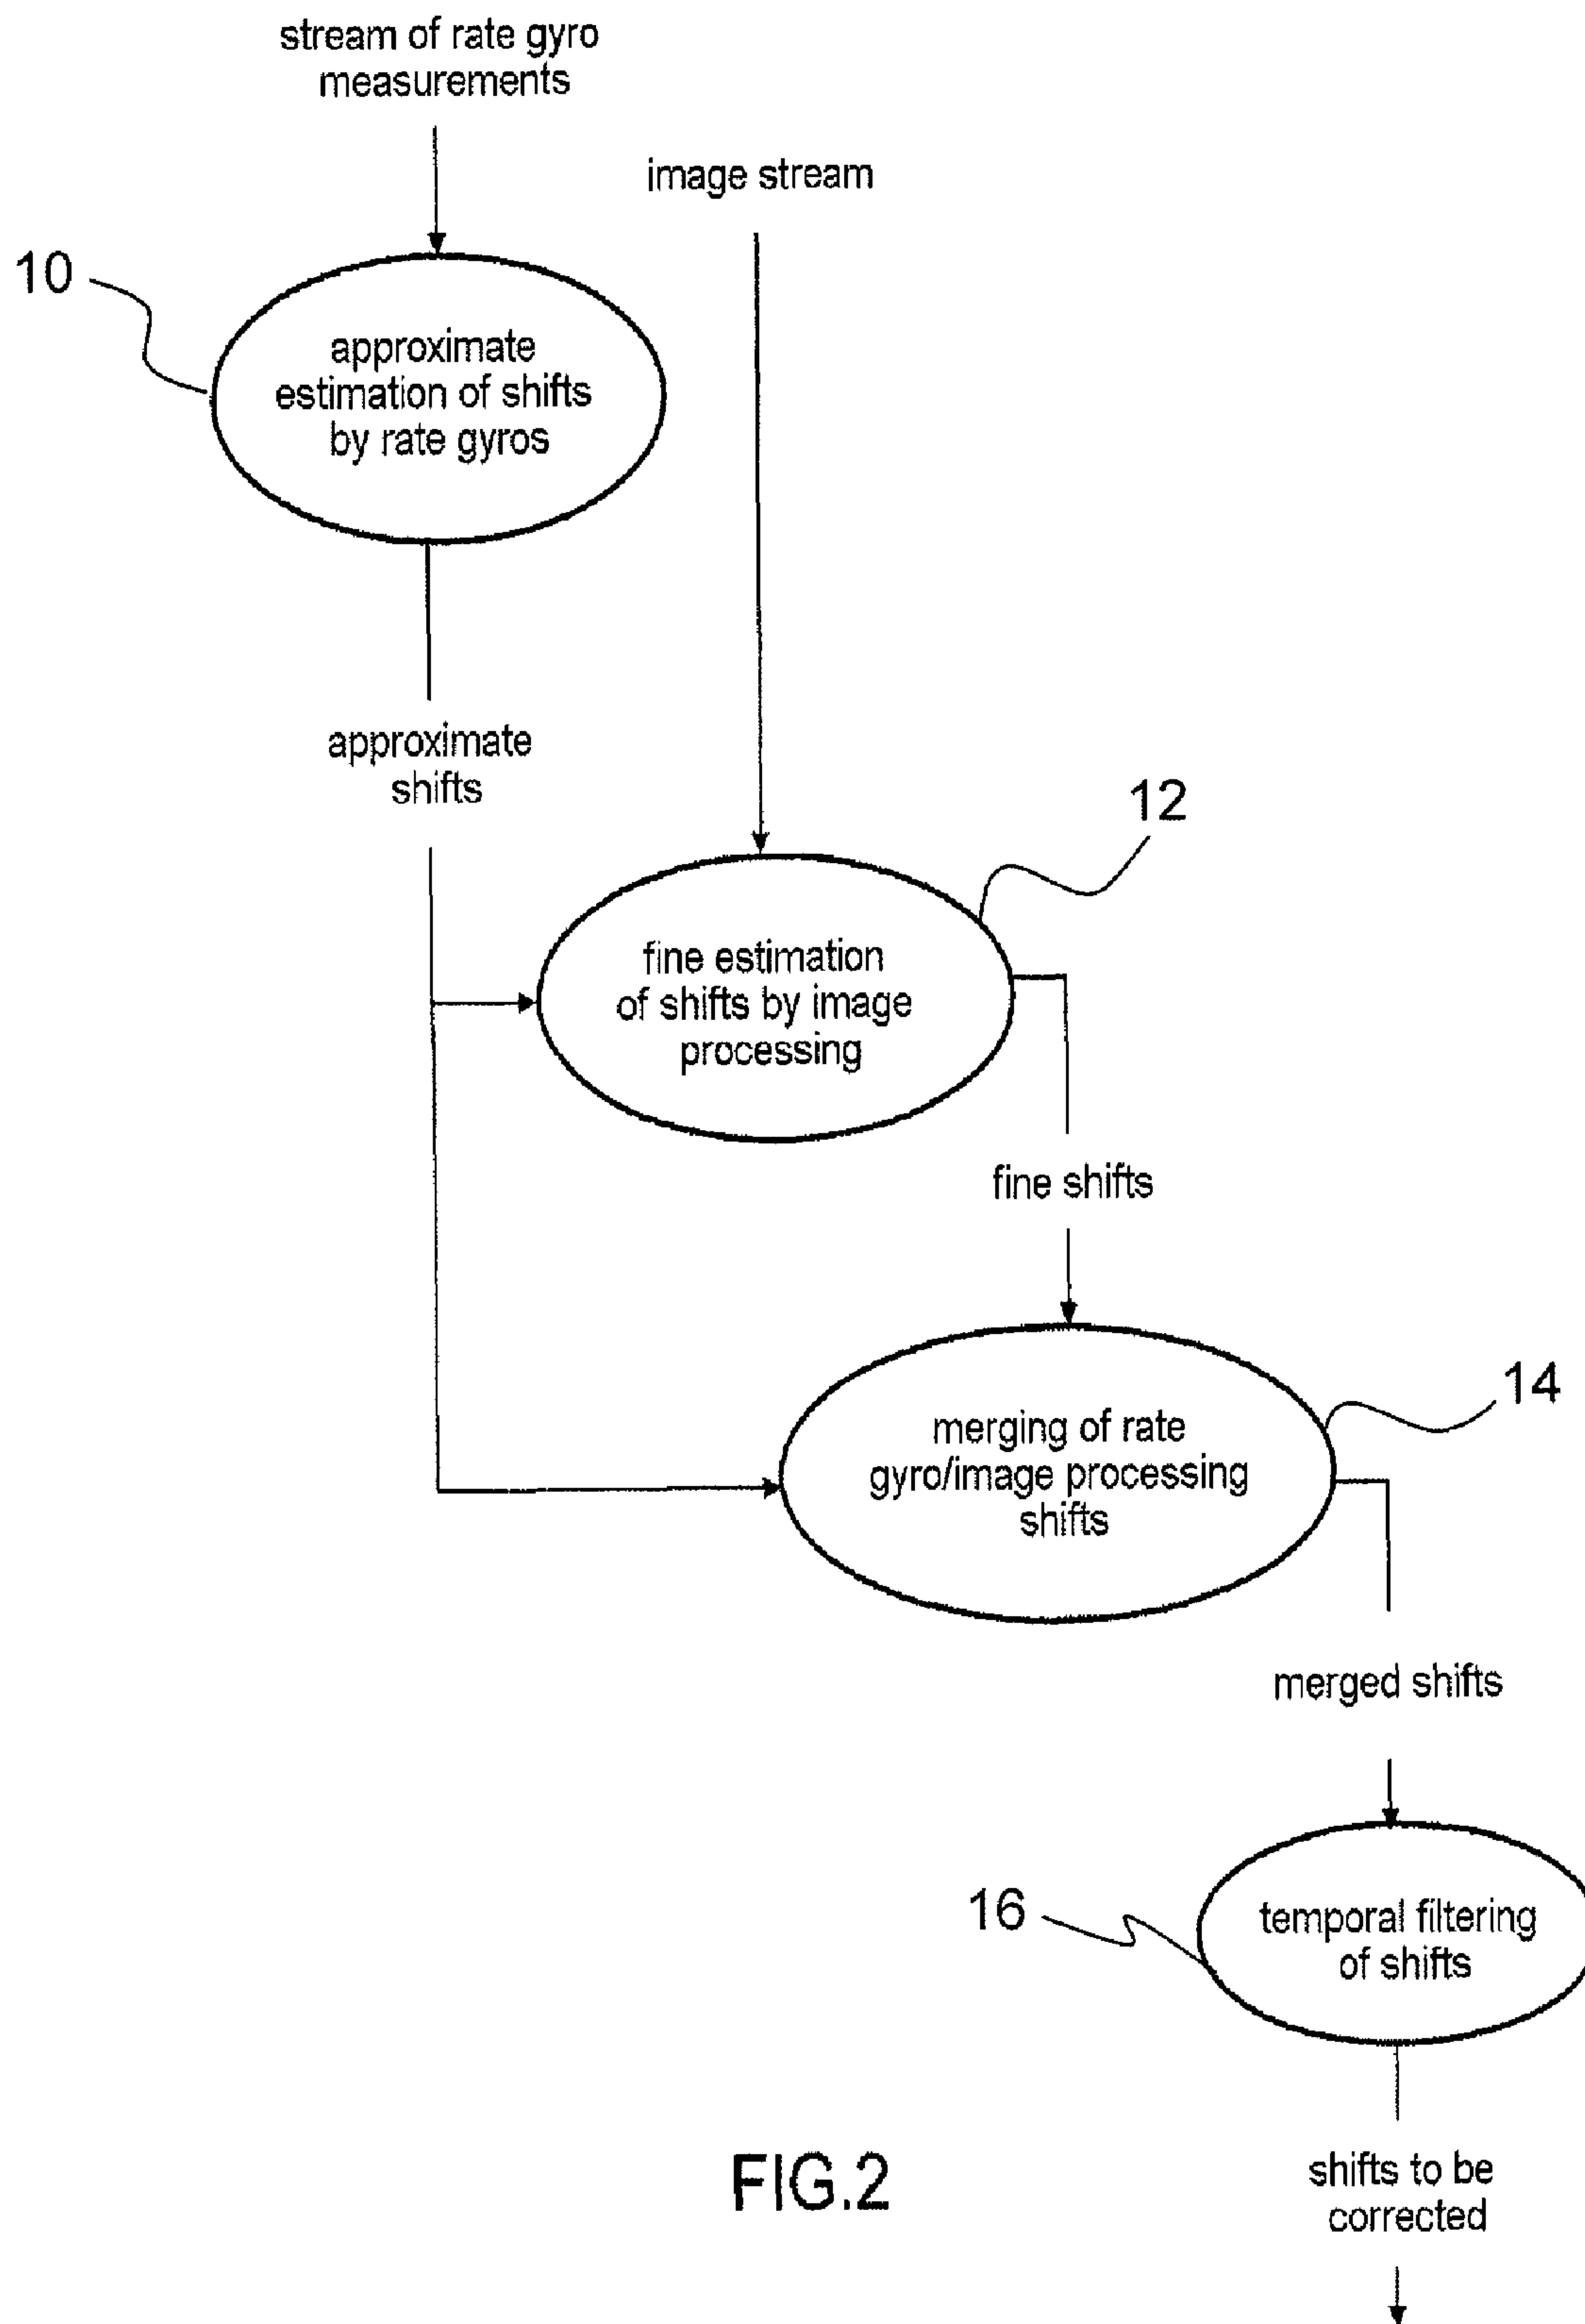 stream of rate gyro
measurements
image stream
10
approximate
estimation of shifts
by rate gyros
approximate
shifts
12
fine estimation
of shifts by image
processing
fine shifts
14
merging of rate
gyro/image processing
shifts
merged shifts
16
temporal filtering
of shifts
FIG.2
shifts to be
corrected